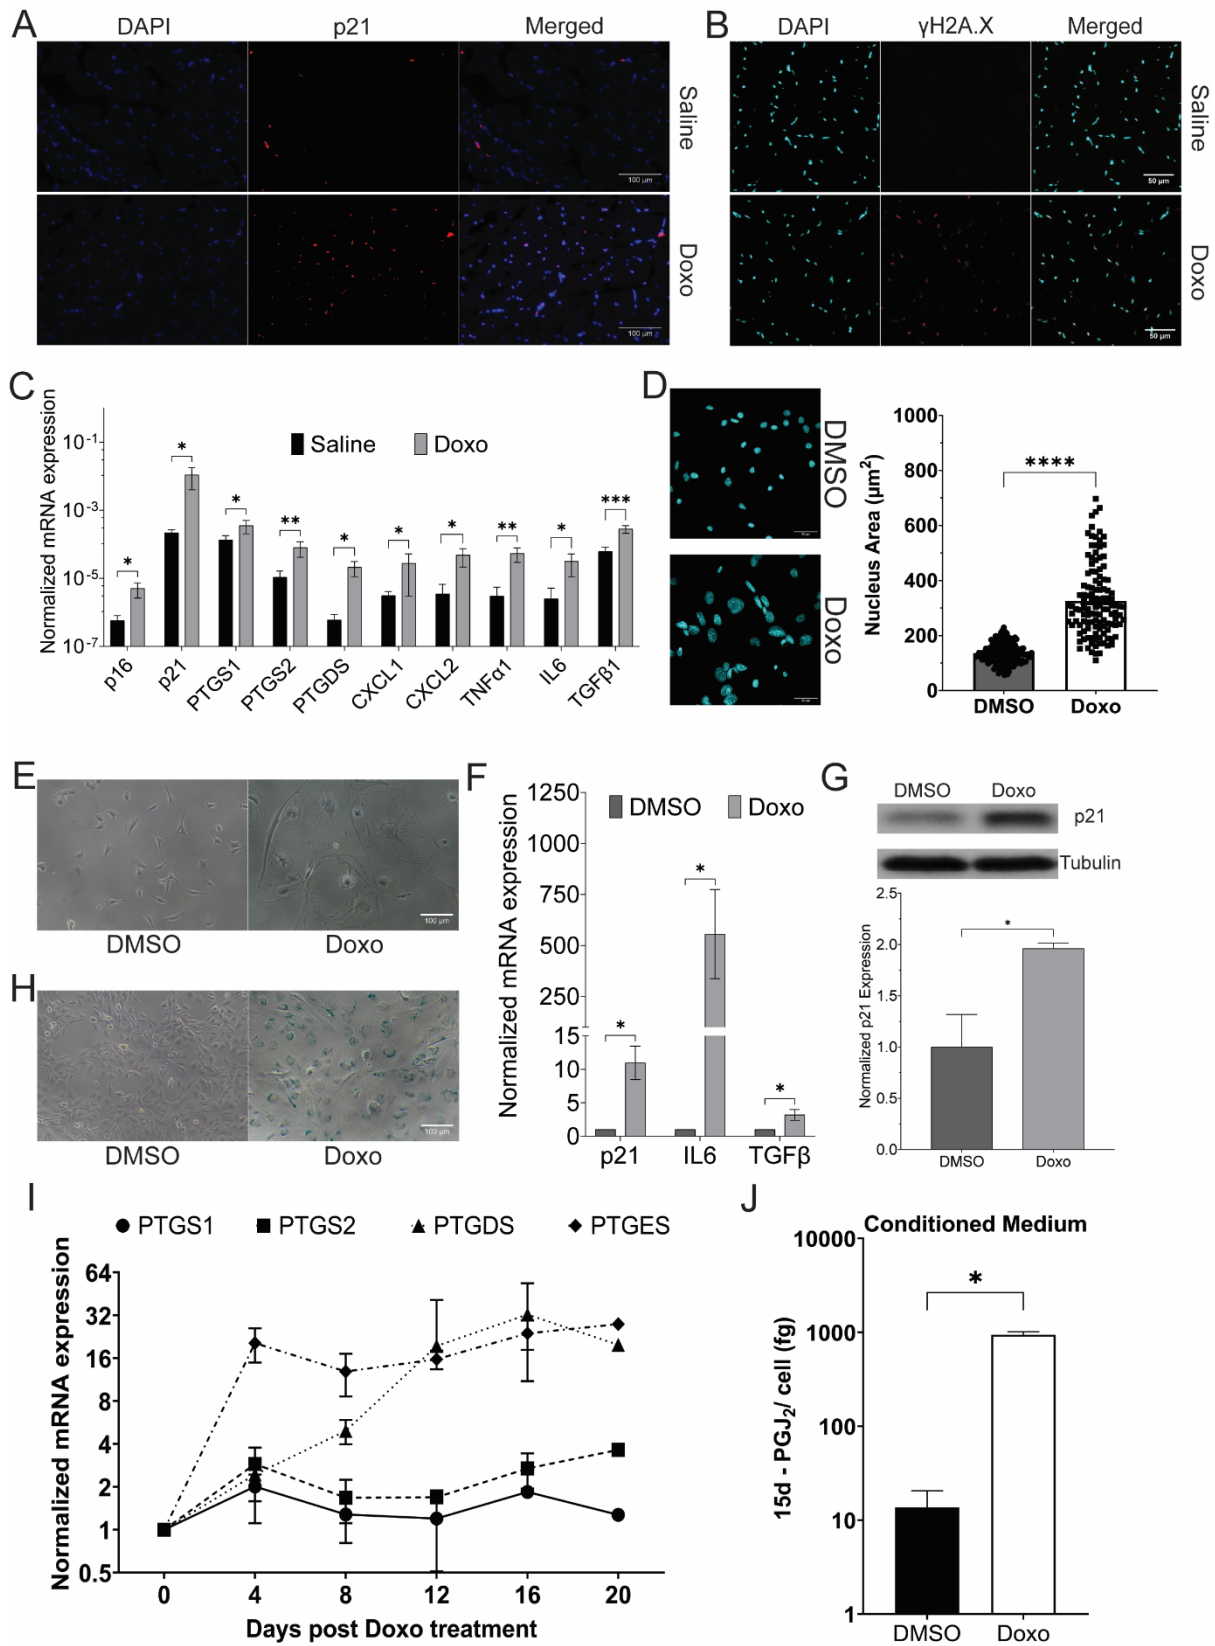 A
DAPI
p21
Merged
Saline
100 µm
Doxo
100 µm
B
DAPI
γH2A.X
Merged
Saline
50 µm
Doxo
50 µm
C
Normalized mRNA expression
10-1
10-3
10-5
10-7
Saline
Doxo
*
*
*
**
*
*
*
**
*
***
p16
p21
PTGS1
PTGS2
PTGDS
CXCL1
CXCL2
TNFα1
IL6
TGFβ1
D
DMSO
Doxo
Nucleus Area (µm2)
1000
800
600
400
200
0
****
DMSO
Doxo
E
100 µm
DMSO
Doxo
F
Normalized mRNA expression
1250
1000
750
500
250
15
10
5
0
DMSO
Doxo
*
*
*
p21
IL6
TGFβ
G
DMSO
Doxo
p21
Tubulin
Normalized p21 Expression
2.5
2.0
1.5
1.0
0.5
0.0
*
DMSO
Doxo
H
100 µm
DMSO
Doxo
I
PTGS1
PTGS2
PTGDS
PTGES
Normalized mRNA expression
64
32
16
8
4
2
1
0.5
0
4
8
12
16
20
Days post Doxo treatment
J
Conditioned Medium
15d - PGJ2/ cell (fg)
10000
1000
100
10
1
*
DMSO
Doxo